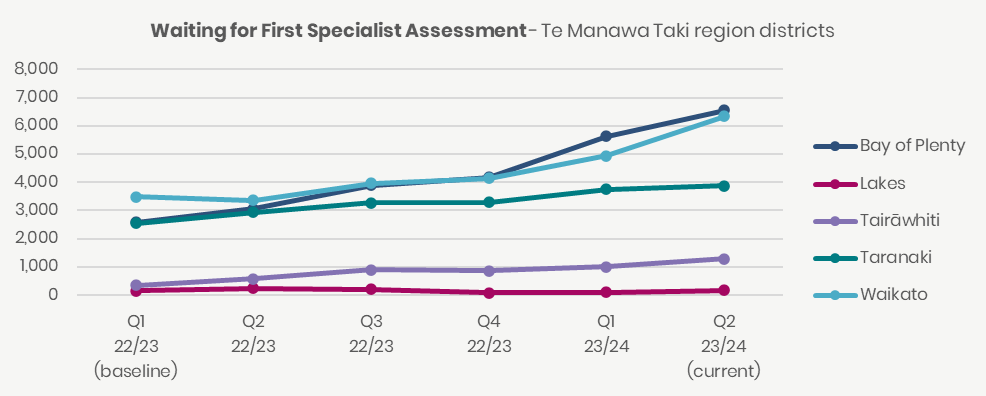 Waiting for First Specialist Assessment - Te Manawa Taki region districts
8,000
7,000
6,000
5,000
4,000
3,000
2,000
1,000
0
Q1 Q2 Q3 Q4 Q1 Q2
22/23 22/23 22/23 22/23 23/24 23/24
(baseline) (current)
Bay of Plenty
Lakes
Tairāwhiti
Taranaki
Waikato